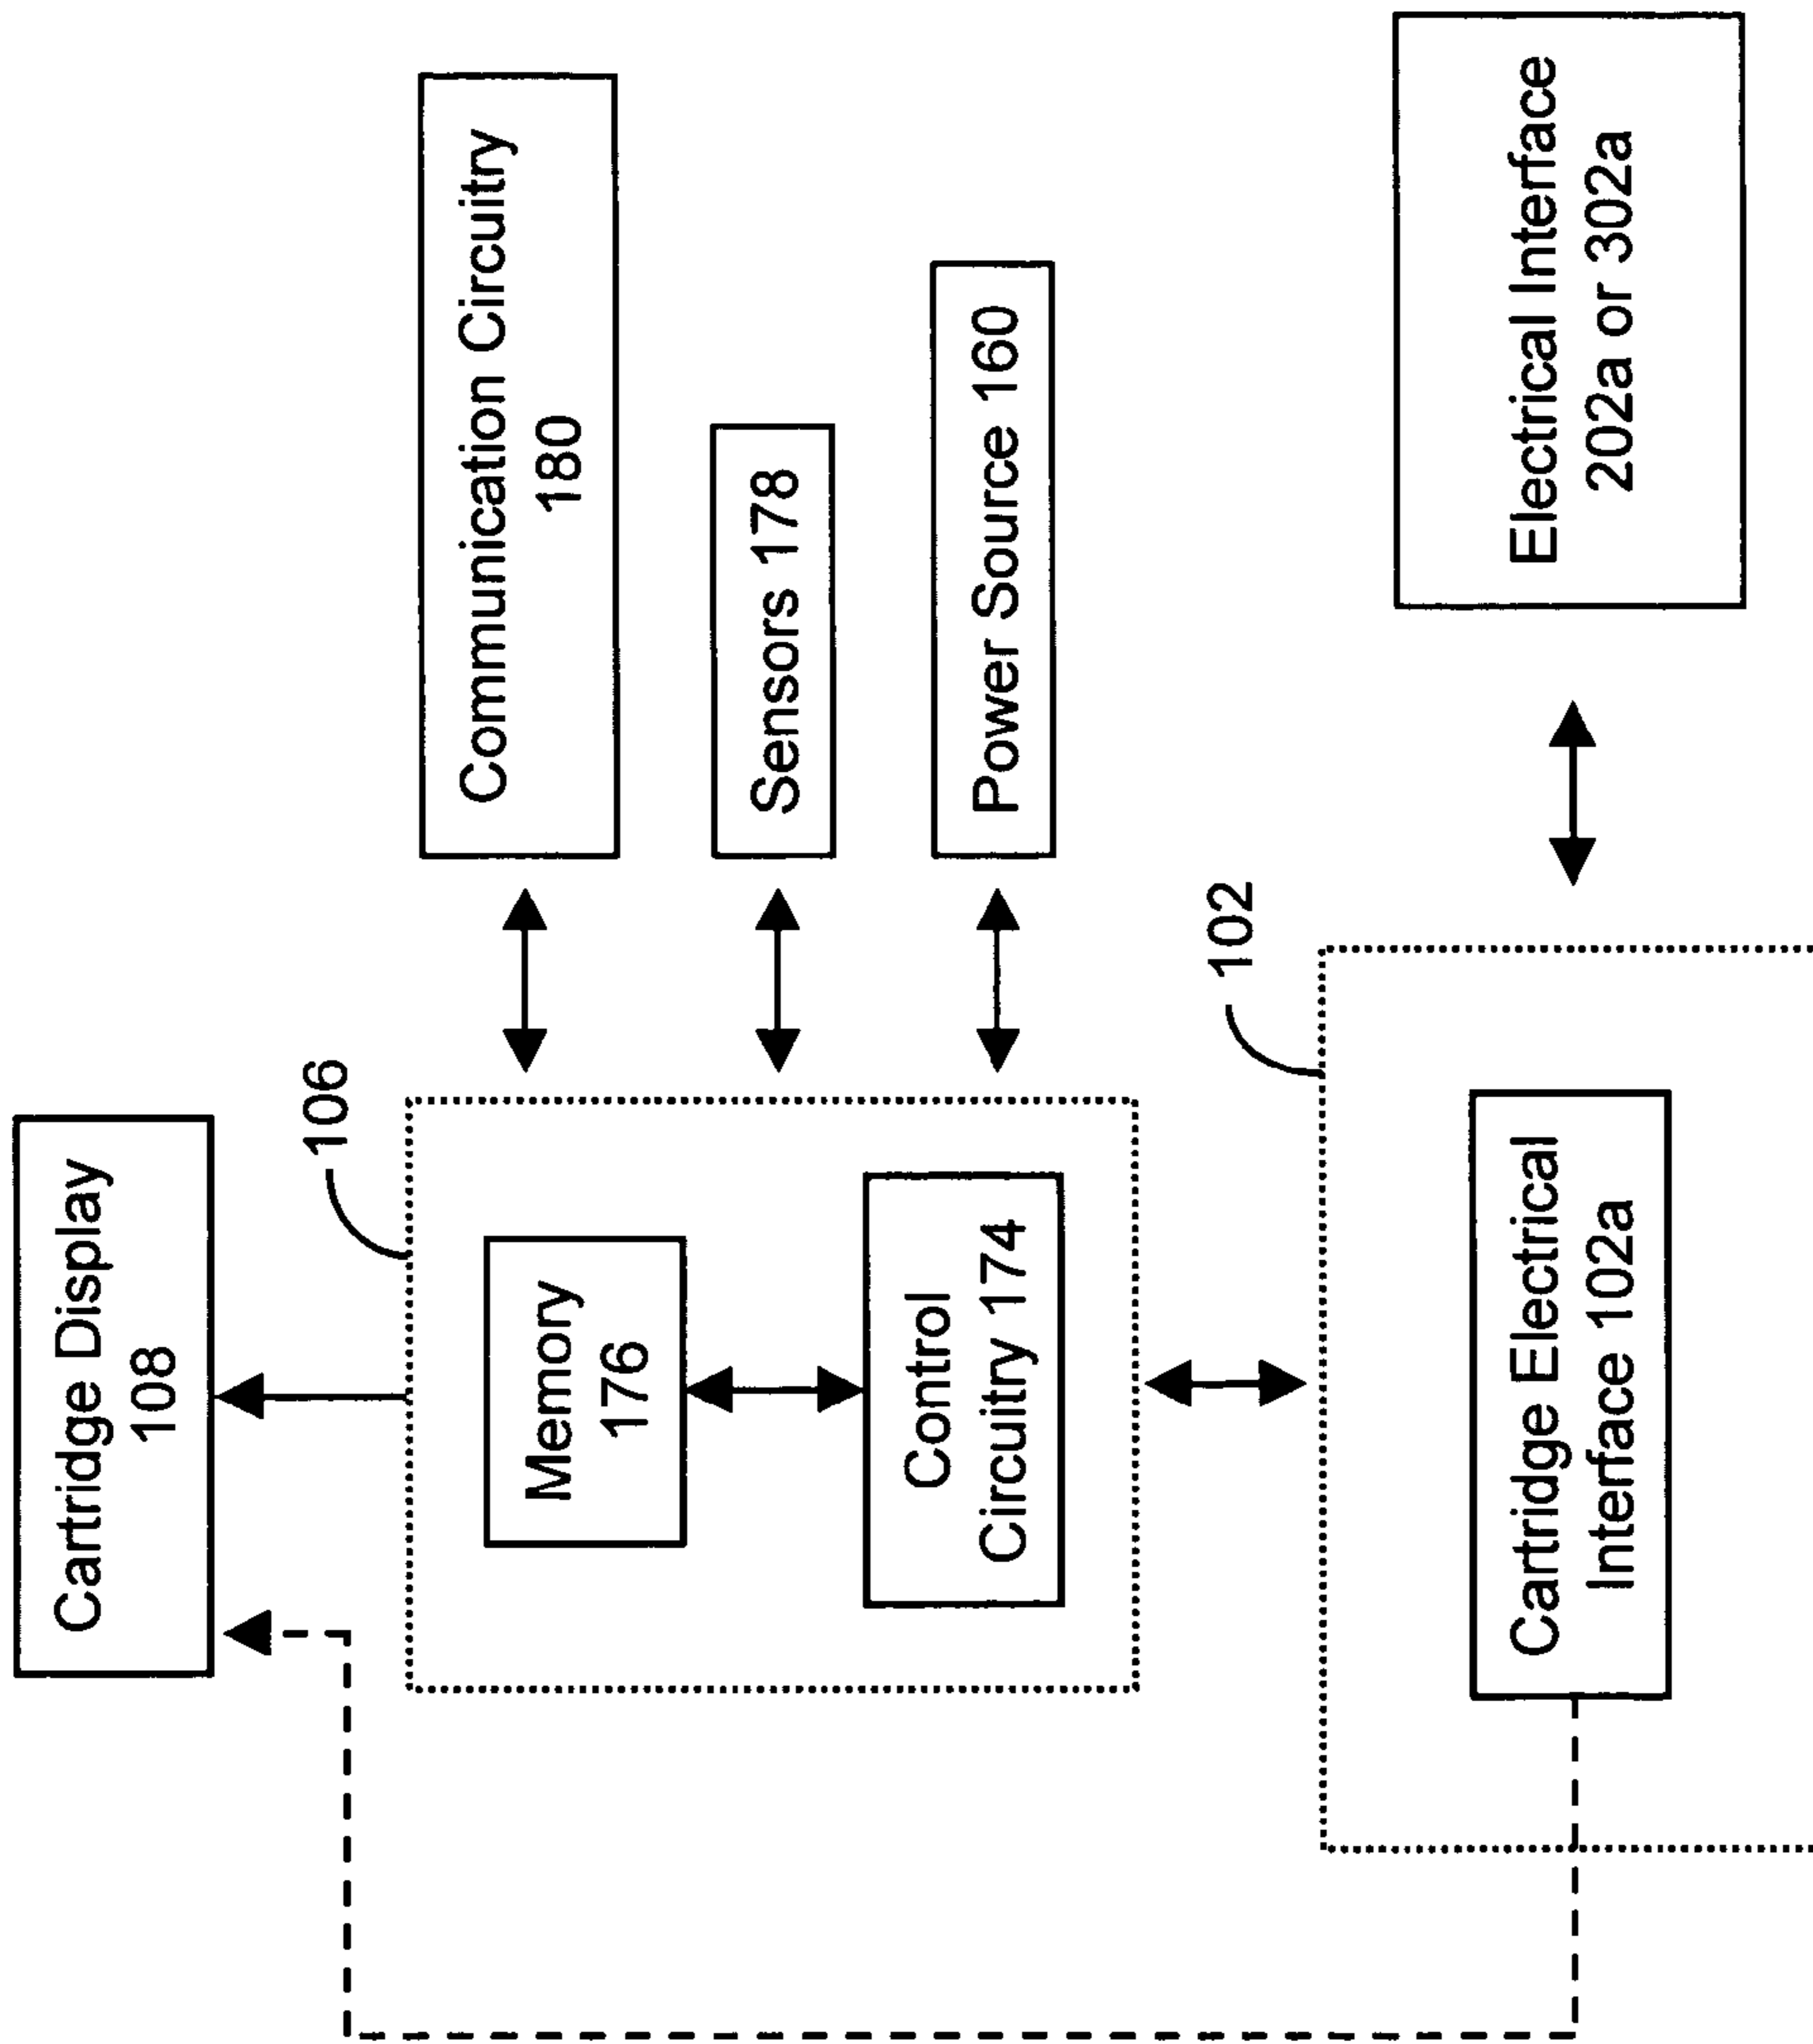 Cartridge Display
108
106
Memory
176
Control
Circuitry 174
Communication Circuitry
180
Sensors 178
Power Source 160
102
Cartridge Electrical
Interface 102a
Electrical Interface
202a or 302a